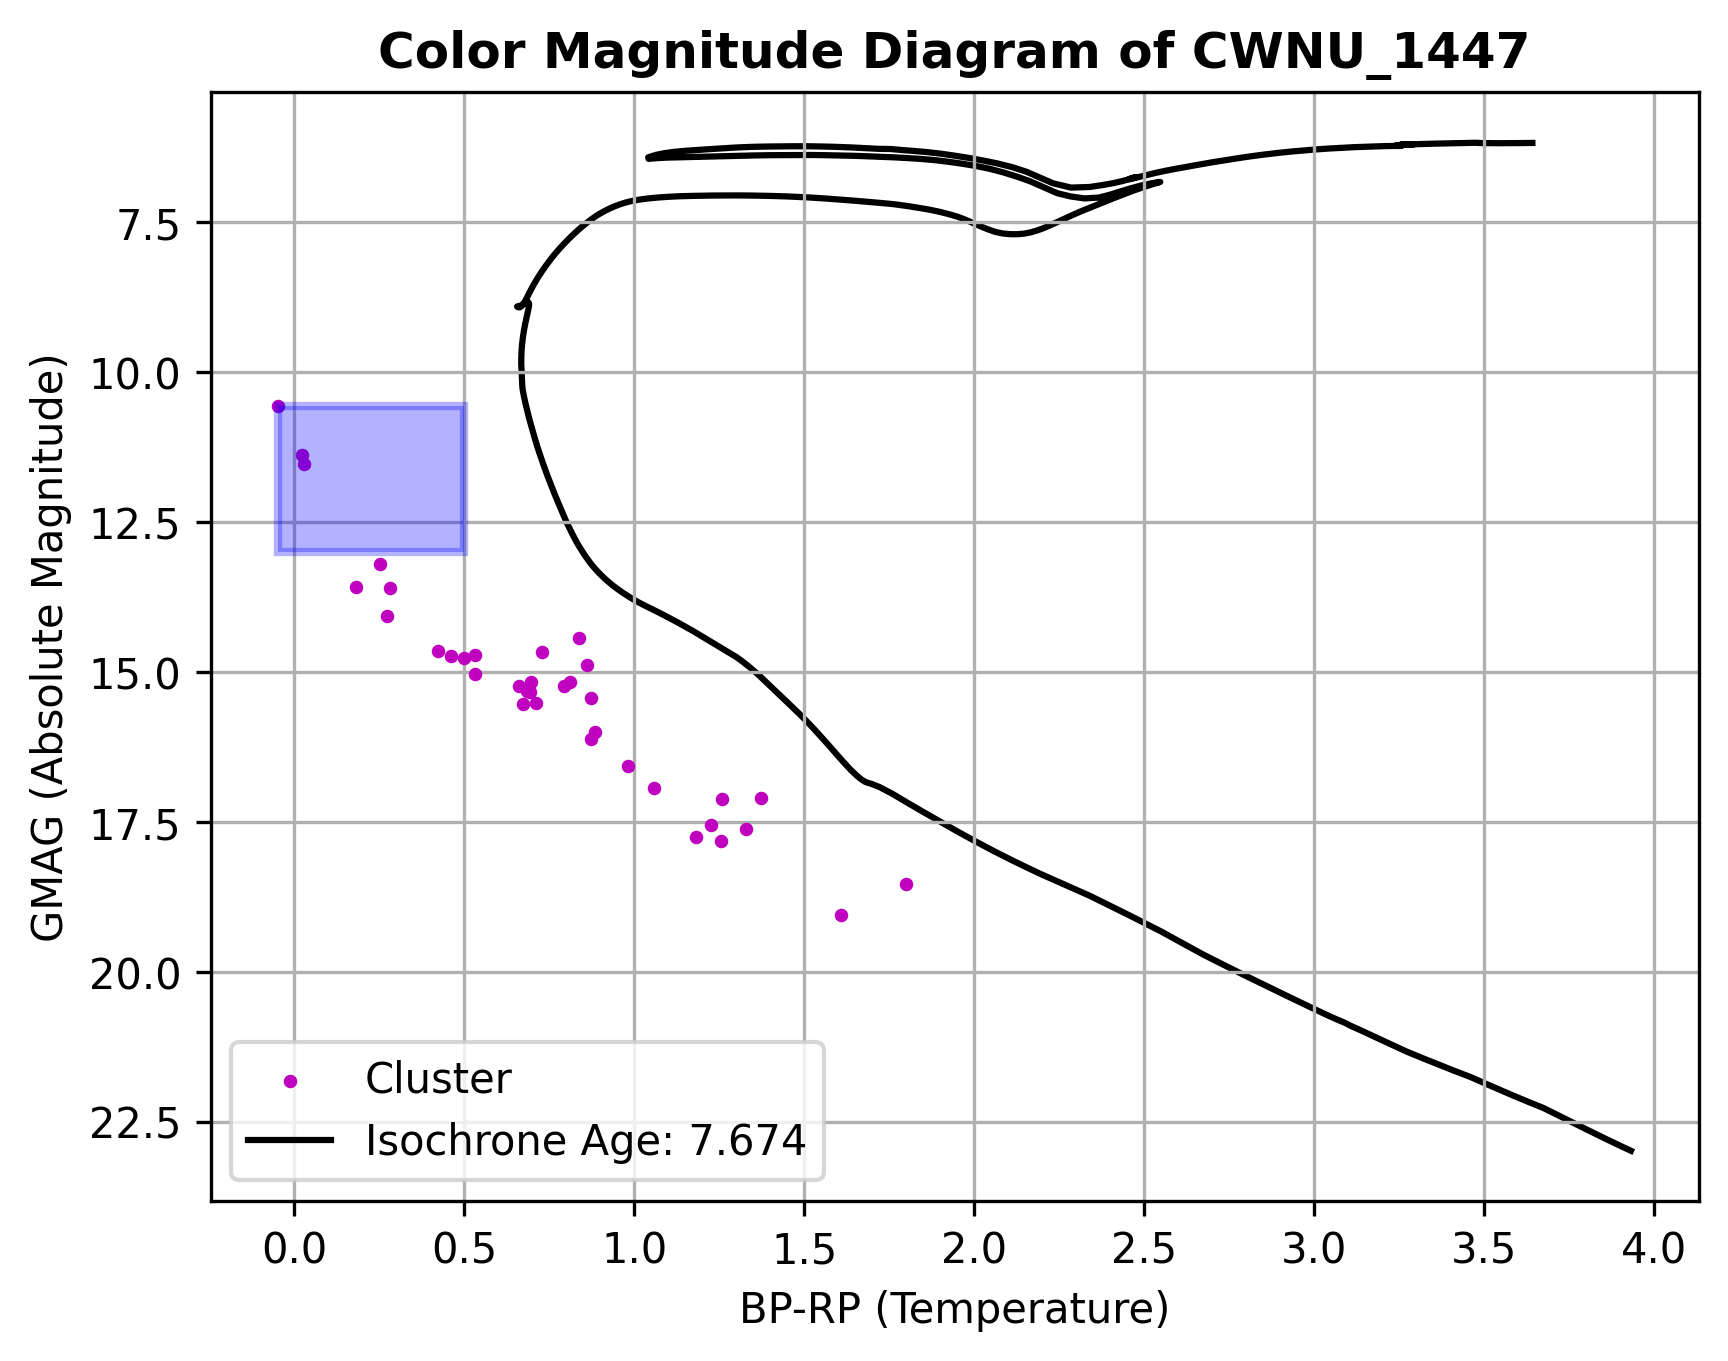 Color Magnitude Diagram of CWNU_1447
GMAG (Absolute Magnitude)
7.5
10.0
12.5
15.0
17.5
20.0
22.5
Cluster
Isochrone Age: 7.674
0.0 0.5 1.0 1.5 2.0 2.5 3.0 3.5 4.0
BP-RP (Temperature)